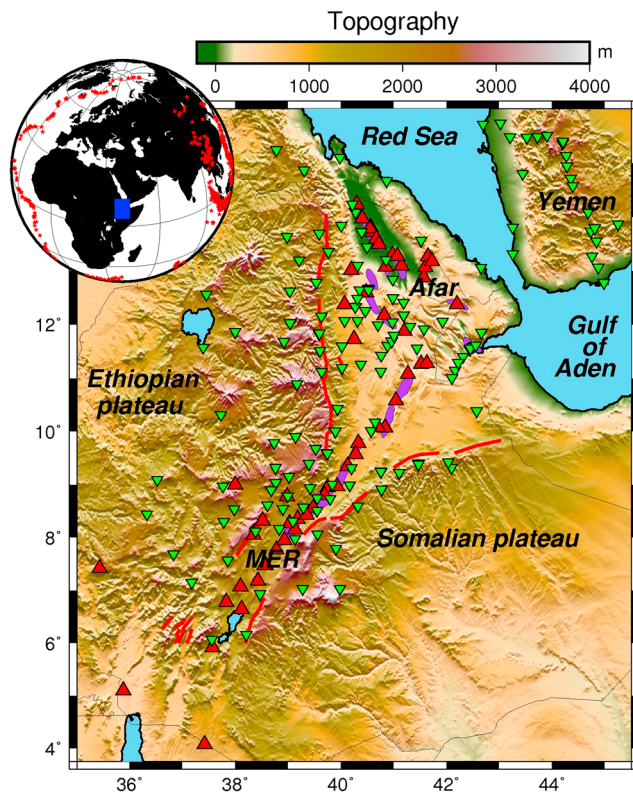 Topography
m
0 1000 2000 3000 4000
Red Sea
Yemen
Afar
12°
Gulf
of
Aden
Ethiopian
plateau
10°
8°
Somalian plateau
MER
6°
4°
36° 38° 40° 42° 44°